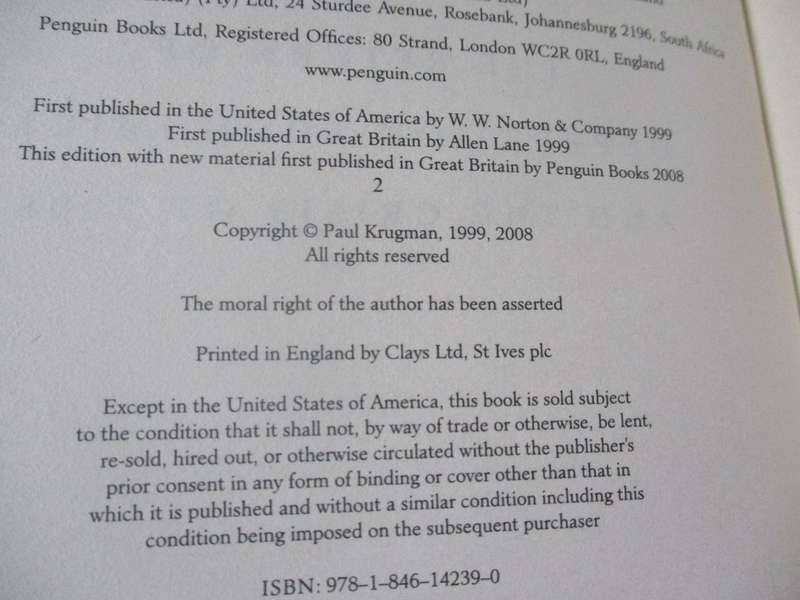 (Pty) Ltd, 24 Sturdee Avenue, Rosebank, Johannesburg 2196, South Africa
Penguin Books Ltd, Registered Offices: 80 Strand, London WC2R 0RL, England
www.penguin.com
First published in the United States of America by W. W. Norton & Company 1999
First published in Great Britain by Allen Lane 1999
This edition with new material first published in Great Britain by Penguin Books 2008
2
Copyright © Paul Krugman, 1999, 2008
All rights reserved
The moral right of the author has been asserted
Printed in England by Clays Ltd, St Ives plc
Except in the United States of America, this book is sold subject
to the condition that it shall not, by way of trade or otherwise, be lent,
re-sold, hired out, or otherwise circulated without the publisher's
prior consent in any form of binding or cover other than that in
which it is published and without a similar condition including this
condition being imposed on the subsequent purchaser
ISBN: 978–1–846–14239–0